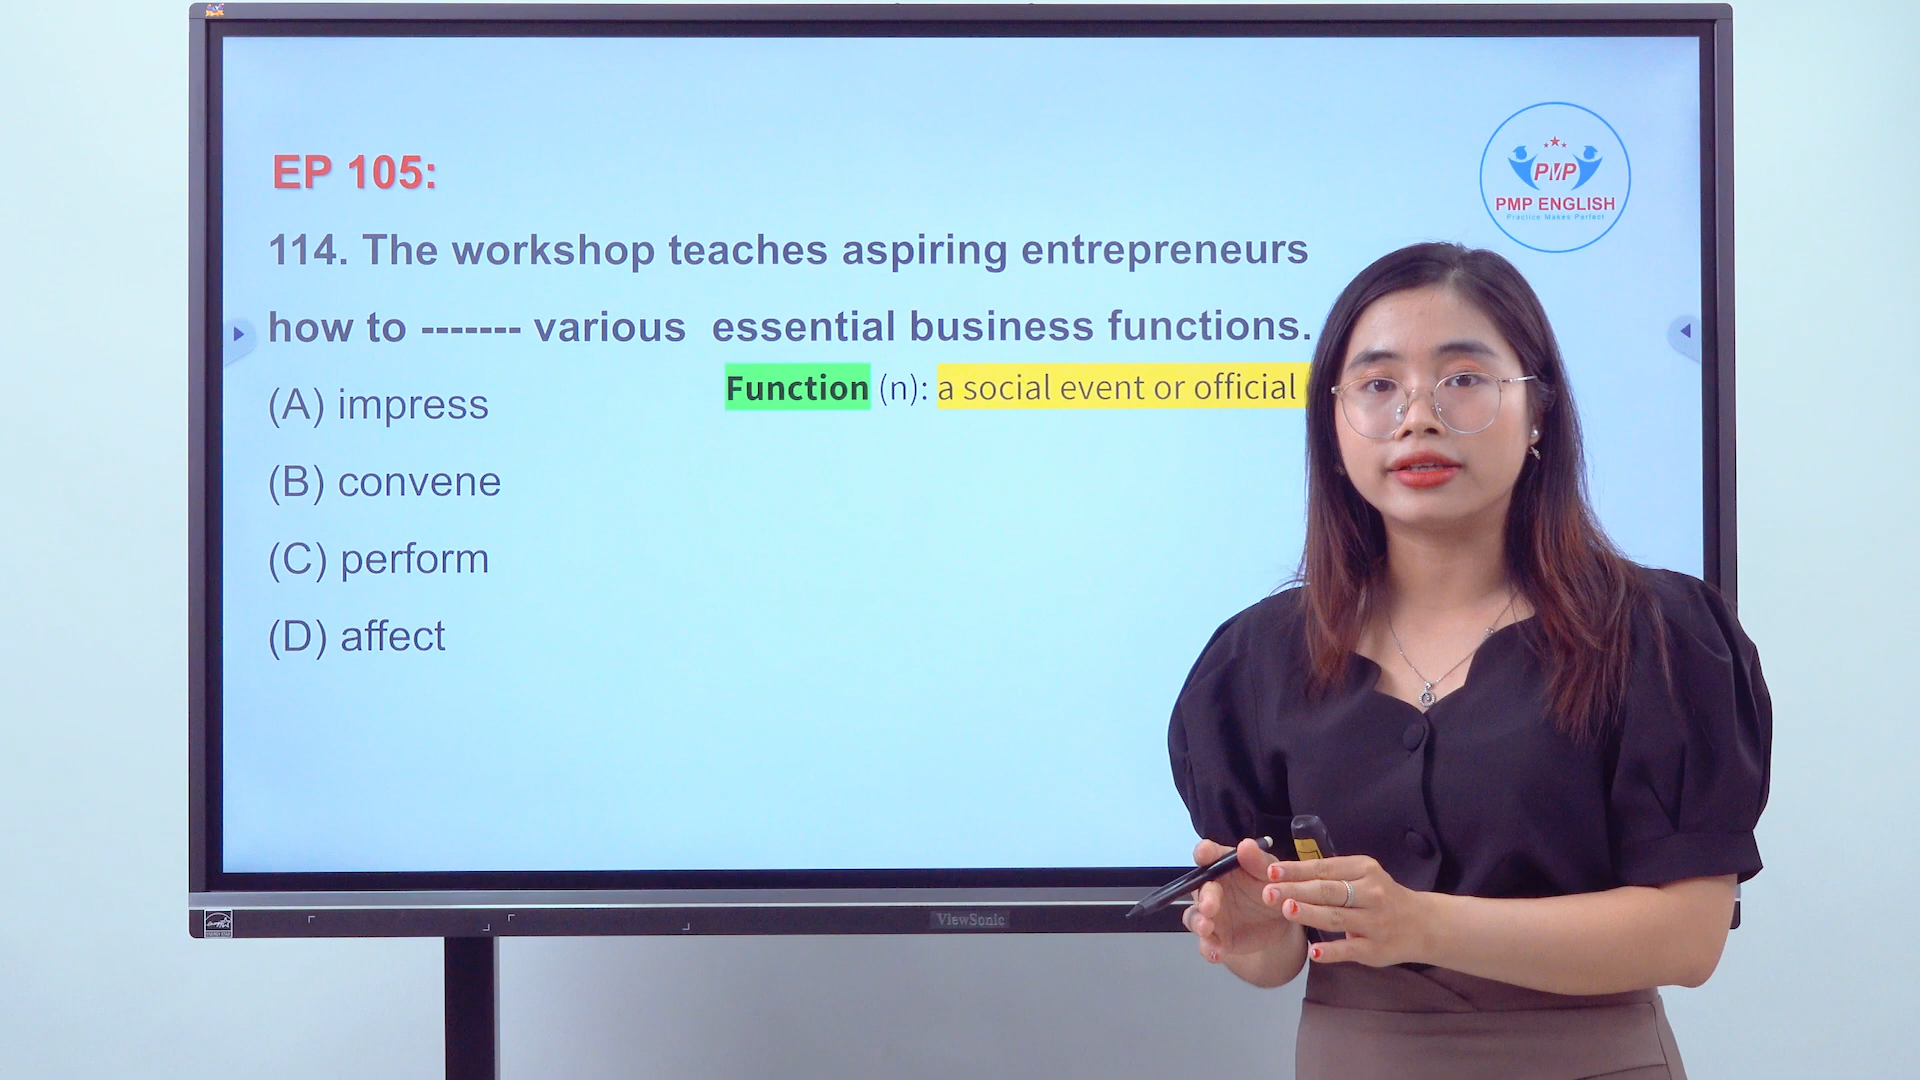 EP 105:
PMP
PMP ENGLISH
Practice Makes Perfect
114. The workshop teaches aspiring entrepreneurs
how to ------- various essential business functions.
Function (n): a social event or official
(A) impress
(B) convene
(C) perform
(D) affect
ViewSonic